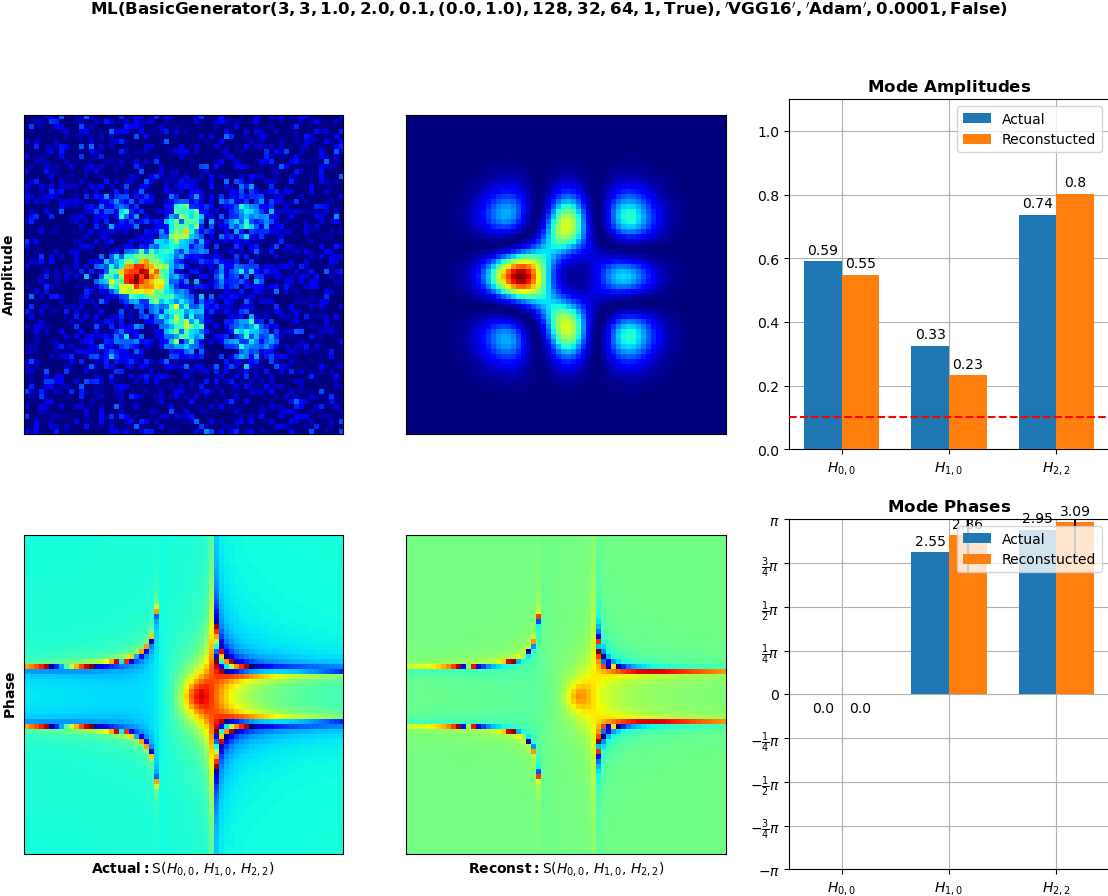 ML(BasicGenerator(3, 3, 1.0, 2.0, 0.1, (0.0, 1.0), 128, 32, 64, 1, True), ′VGG16′, ′Adam′, 0.0001, False)
Amplitude
Mode Amplitudes
Actual
Reconstucted
1.0
0.8
0.6
0.4
0.2
0.0
0.59
0.55
0.33
0.23
0.74
0.8
H₀,₀
H₁,₀
H₂,₂
Phase
Actual: S(H₀,₀, H₁,₀, H₂,₂)
Reconst: S(H₀,₀, H₁,₀, H₂,₂)
Mode Phases
Actual
Reconstucted
π
¾π
½π
¼π
0
−¼π
−½π
−¾π
−π
0.0
0.0
2.55
2.86
2.95
3.09
H₀,₀
H₁,₀
H₂,₂